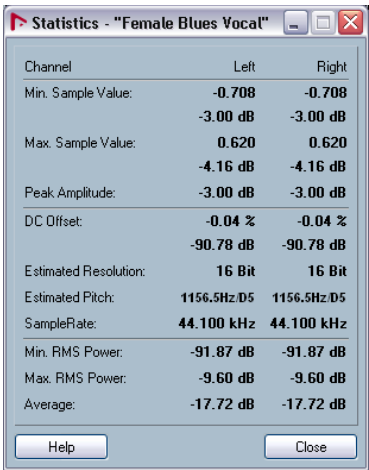 Statistics - "Female Blues Vocal"
Channel Left Right
Min. Sample Value: -0.708 -0.708
-3.00 dB -3.00 dB
Max. Sample Value: 0.620 0.620
-4.16 dB -4.16 dB
Peak Amplitude: -3.00 dB -3.00 dB
DC Offset: -0.04 % -0.04 %
-90.78 dB -90.78 dB
Estimated Resolution: 16 Bit 16 Bit
Estimated Pitch: 1156.5Hz/D5 1156.5Hz/D5
SampleRate: 44.100 kHz 44.100 kHz
Min. RMS Power: -91.87 dB -91.87 dB
Max. RMS Power: -9.60 dB -9.60 dB
Average: -17.72 dB -17.72 dB
Help Close